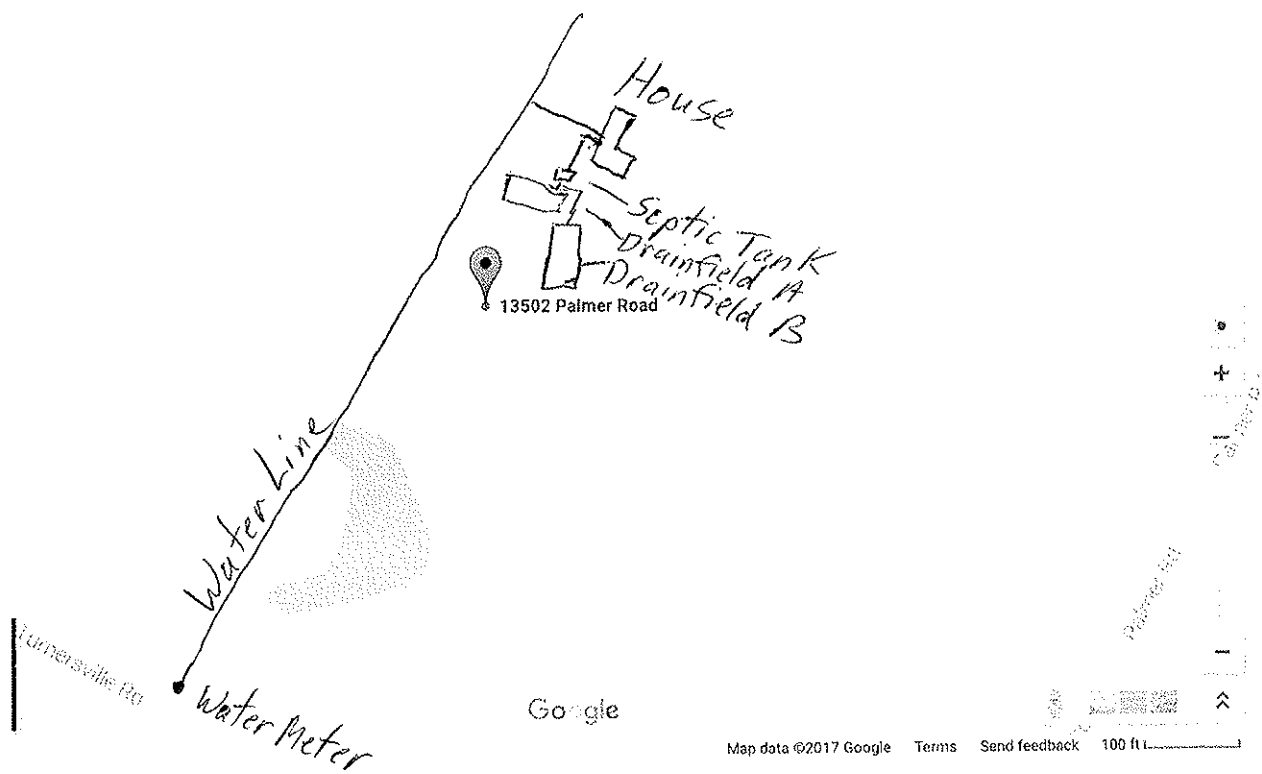 House
Septic Tank
Drainfield A
Drainfield B
13502 Palmer Road
Water Line
Palmer Rd
Turnersville Rd
Water Meter
Google
Map data ©2017 Google Terms Send feedback 100 ft